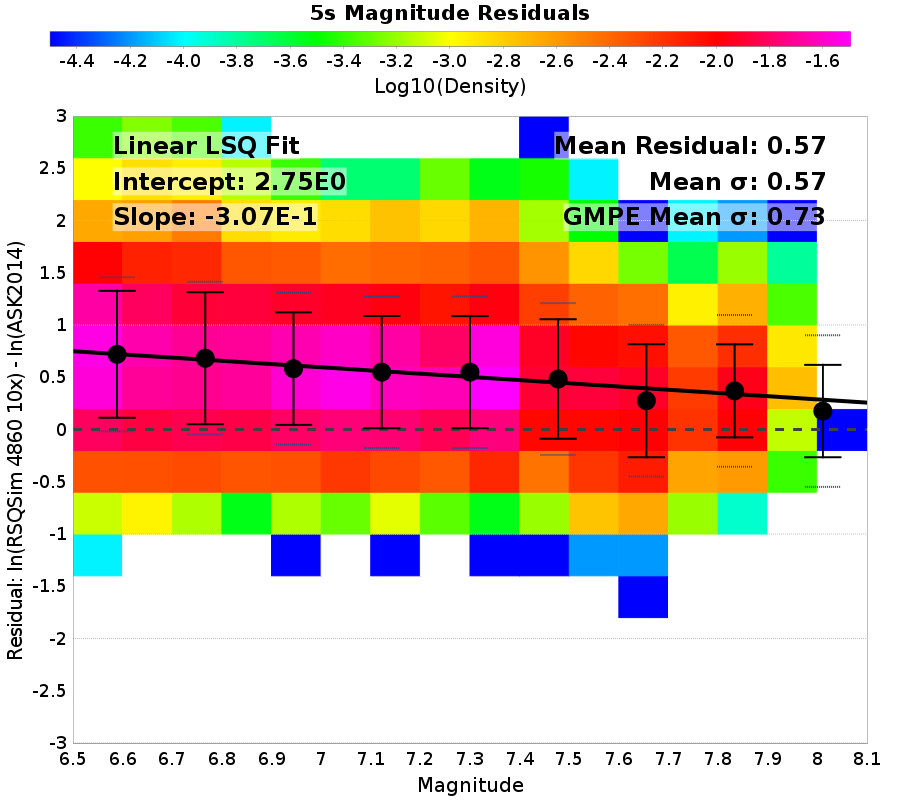 5s Magnitude Residuals
-4.4 -4.2 -4.0 -3.8 -3.6 -3.4 -3.2 -3.0 -2.8 -2.6 -2.4 -2.2 -2.0 -1.8 -1.6
Log10(Density)
Residual: ln(RSQSim 4860 10x) - ln(ASK2014)
3
2.5
2
1.5
1
0.5
0
-0.5
-1
-1.5
-2
-2.5
-3
Linear LSQ Fit
Intercept: 2.75E0
Slope: -3.07E-1
Mean Residual: 0.57
Mean σ: 0.57
GMPE Mean σ: 0.73
6.5 6.6 6.7 6.8 6.9 7 7.1 7.2 7.3 7.4 7.5 7.6 7.7 7.8 7.9 8 8.1
Magnitude